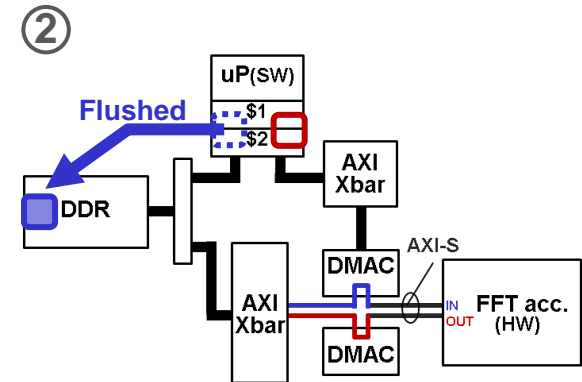 ②
uP(SW)
Flushed
$1
$2
AXI
Xbar
DDR
AXI-S
DMAC
AXI
Xbar
IN
OUT
FFT acc.
(HW)
DMAC